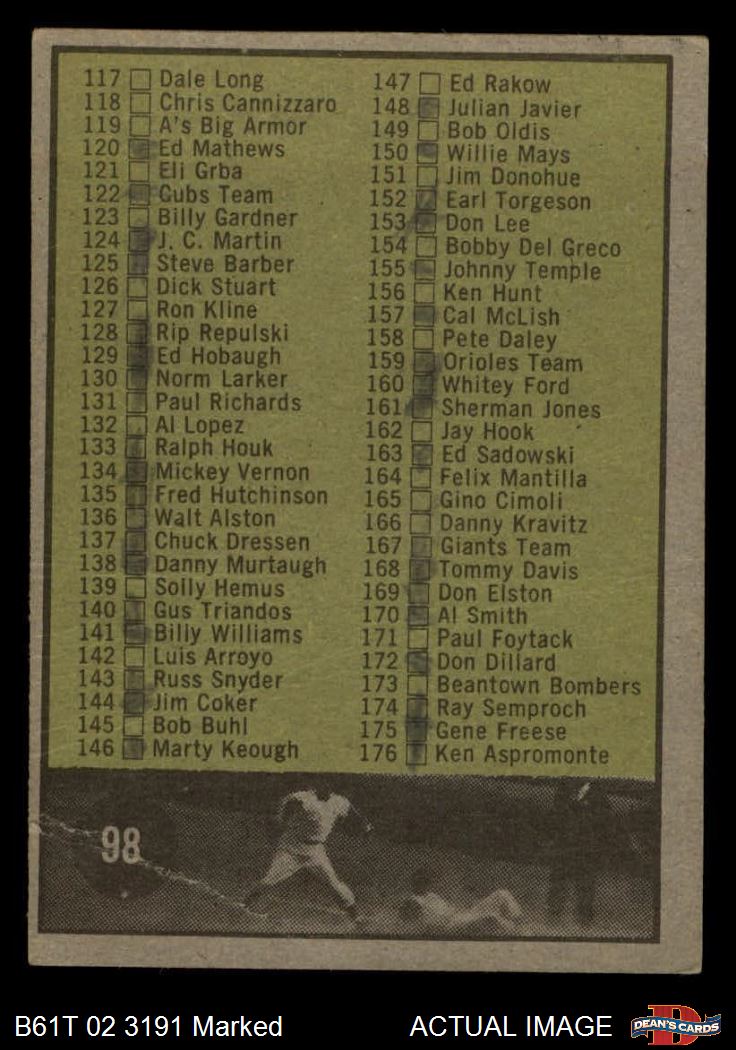 117 Dale Long
118 Chris Cannizzaro
119 A's Big Armor
120 Ed Mathews
121 Eli Grba
122 Cubs Team
123 Billy Gardner
124 J. C. Martin
125 Steve Barber
126 Dick Stuart
127 Ron Kline
128 Rip Repulski
129 Ed Hobaugh
130 Norm Larker
131 Paul Richards
132 Al Lopez
133 Ralph Houk
134 Mickey Vernon
135 Fred Hutchinson
136 Walt Alston
137 Chuck Dressen
138 Danny Murtaugh
139 Solly Hemus
140 Gus Triandos
141 Billy Williams
142 Luis Arroyo
143 Russ Snyder
144 Jim Coker
145 Bob Buhl
146 Marty Keough
147 Ed Rakow
148 Julian Javier
149 Bob Oldis
150 Willie Mays
151 Jim Donohue
152 Earl Torgeson
153 Don Lee
154 Bobby Del Greco
155 Johnny Temple
156 Ken Hunt
157 Cal McLish
158 Pete Daley
159 Orioles Team
160 Whitey Ford
161 Sherman Jones
162 Jay Hook
163 Ed Sadowski
164 Felix Mantilla
165 Gino Cimoli
166 Danny Kravitz
167 Giants Team
168 Tommy Davis
169 Don Elston
170 Al Smith
171 Paul Foytack
172 Don Dillard
173 Beantown Bombers
174 Ray Semproch
175 Gene Freese
176 Ken Aspromonte
98
B61T 02 3191 Marked
ACTUAL IMAGE
D
DEAN'S CARDS